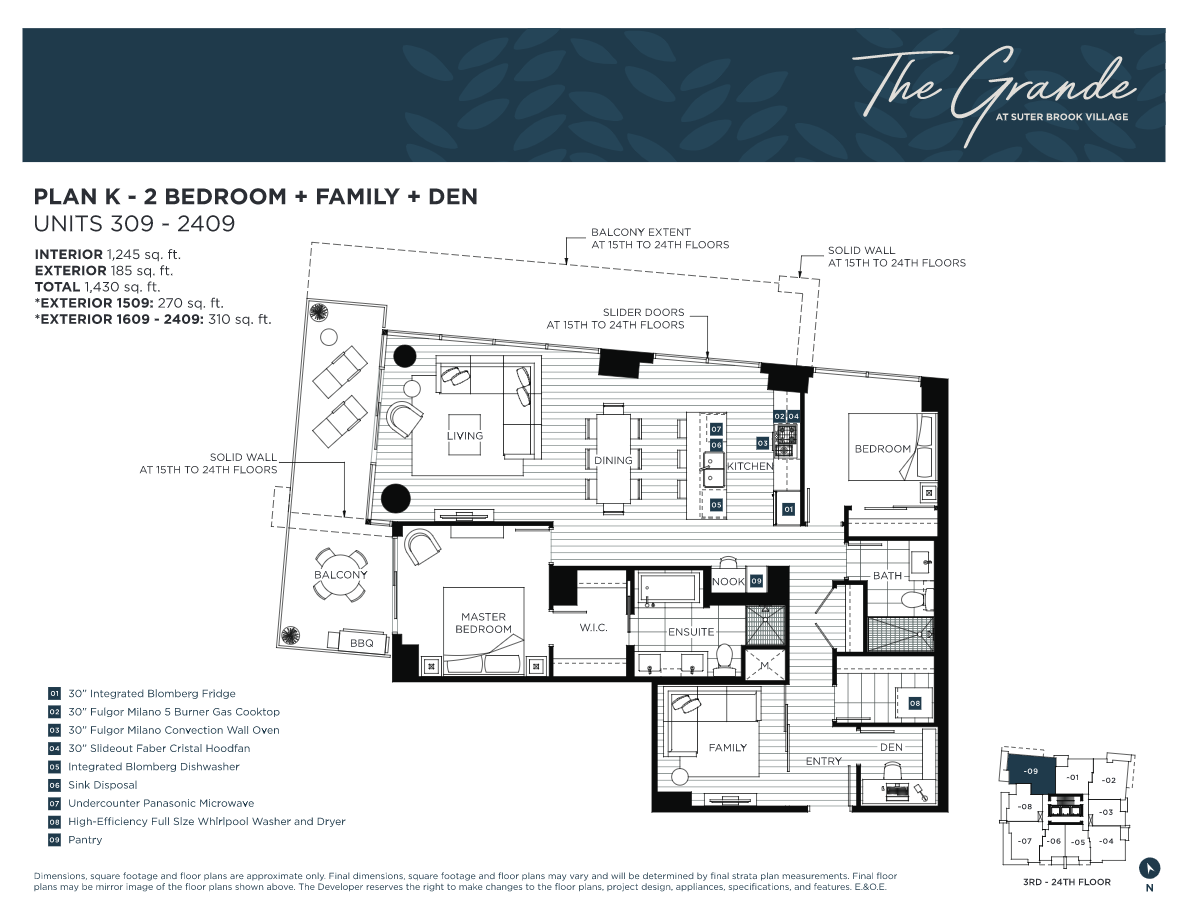 The Grande
AT SUTER BROOK VILLAGE
PLAN K - 2 BEDROOM + FAMILY + DEN
UNITS 309 - 2409
INTERIOR 1,245 sq. ft.
EXTERIOR 185 sq. ft.
TOTAL 1,430 sq. ft.
*EXTERIOR 1509: 270 sq. ft.
*EXTERIOR 1609 - 2409: 310 sq. ft.
BALCONY EXTENT
AT 15TH TO 24TH FLOORS
SOLID WALL
AT 15TH TO 24TH FLOORS
SLIDER DOORS
AT 15TH TO 24TH FLOORS
SOLID WALL
AT 15TH TO 24TH FLOORS
LIVING
DINING
KITCHEN
02 04
03
07
06
05
01
BEDROOM
BALCONY
BBQ
MASTER
BEDROOM
W.I.C.
ENSUITE
NOOK 09
BATH
M
08
FAMILY
ENTRY
DEN
01 30" Integrated Blomberg Fridge
02 30" Fulgor Milano 5 Burner Gas Cooktop
03 30" Fulgor Milano Convection Wall Oven
04 30" Slideout Faber Cristal Hoodfan
05 Integrated Blomberg Dishwasher
06 Sink Disposal
07 Undercounter Panasonic Microwave
08 High-Efficiency Full Size Whirlpool Washer and Dryer
09 Pantry
-09
-01
-02
-08
-03
-07
-06
-05
-04
3RD - 24TH FLOOR
N
Dimensions, square footage and floor plans are approximate only. Final dimensions, square footage and floor plans may vary and will be determined by final strata plan measurements. Final floor
plans may be mirror image of the floor plans shown above. The Developer reserves the right to make changes to the floor plans, project design, appliances, specifications, and features. E.&O.E.